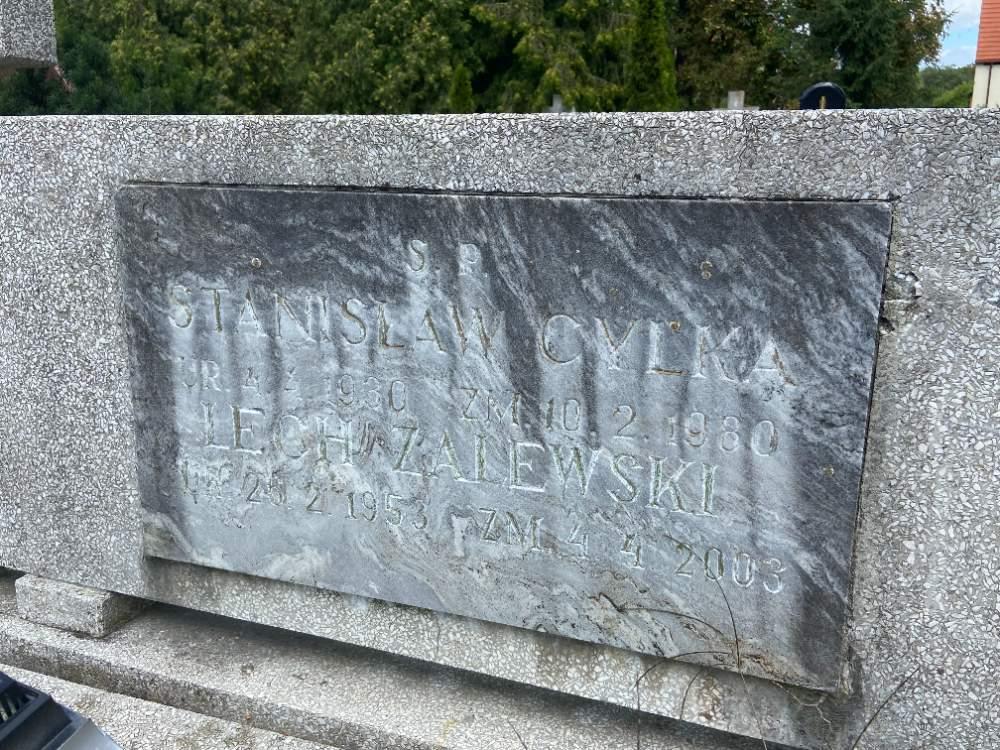 S. P.
STANISŁAW CYLKA
UR. 4 4 1930 ZM. 10. 2. 1980
LECH ZALEWSKI
UR. 2. 1953 ZM. 4 4 2003